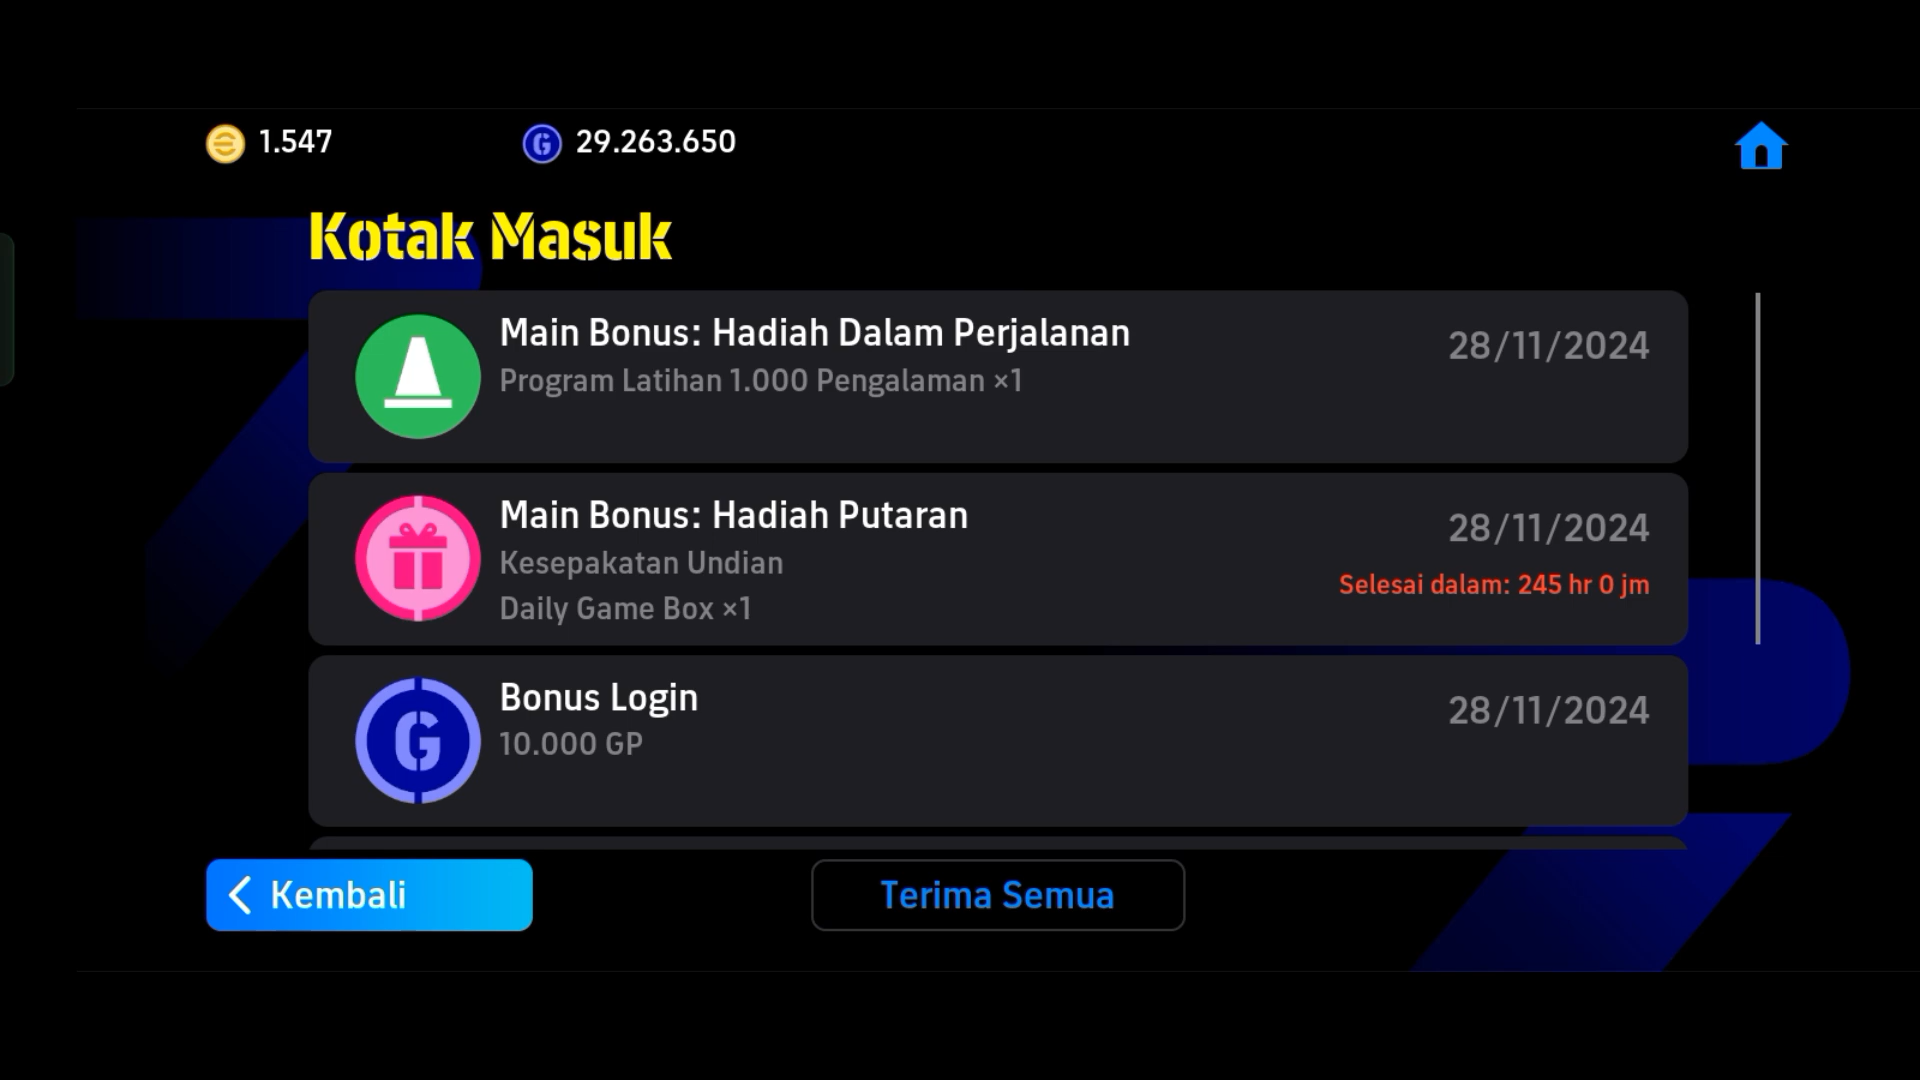 1.547
29.263.650
Kotak Masuk
Main Bonus: Hadiah Dalam Perjalanan
28/11/2024
Program Latihan 1.000 Pengalaman ×1
Main Bonus: Hadiah Putaran
28/11/2024
Kesepakatan Undian
Selesai dalam: 245 hr 0 jm
Daily Game Box ×1
G
Bonus Login
28/11/2024
10.000 GP
Kembali
Terima Semua